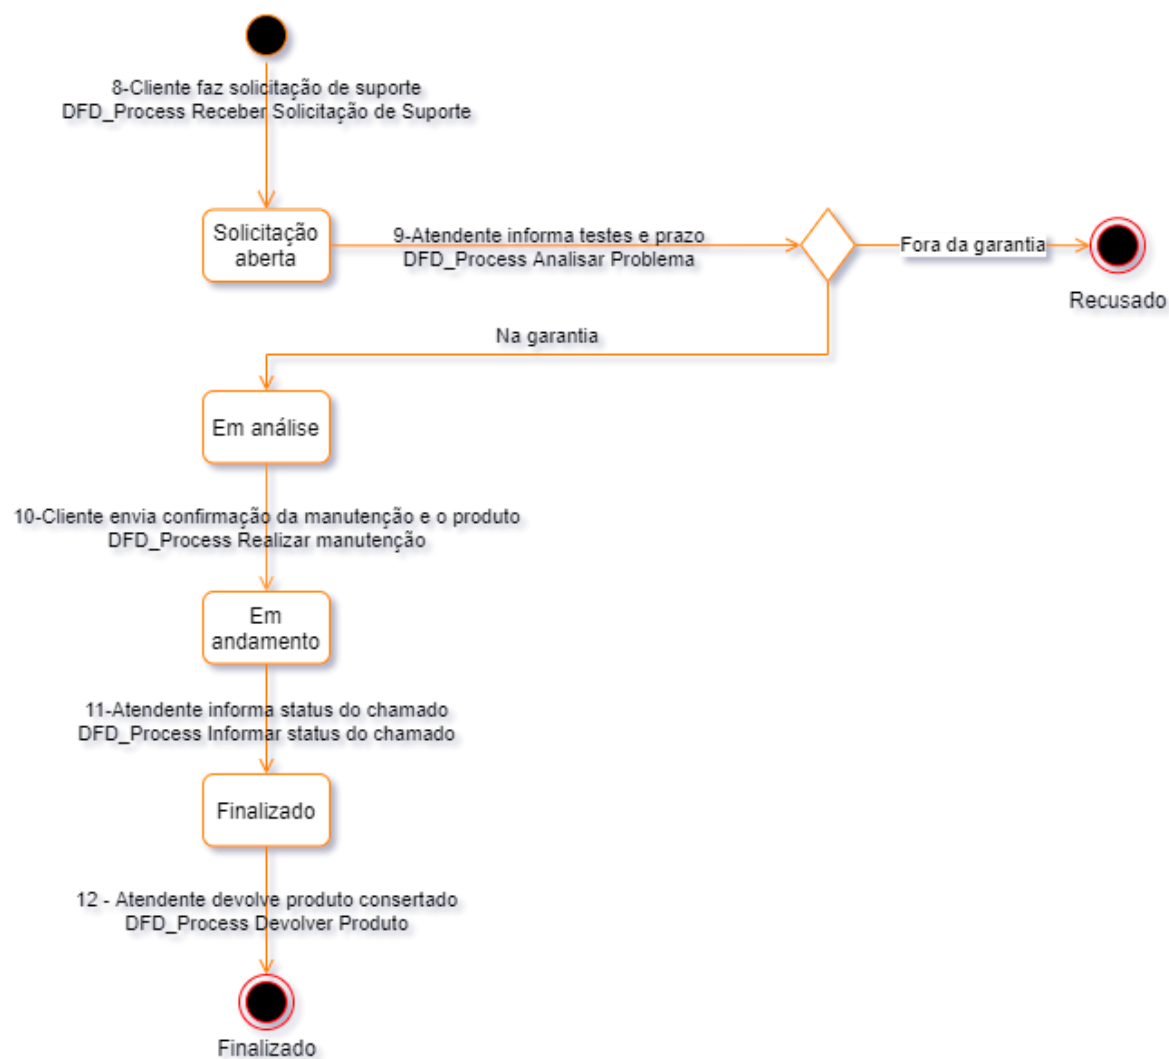 8-Cliente faz solicitação de suporte
DFD_Process Receber Solicitação de Suporte
Solicitação
aberta
9-Atendente informa testes e prazo
DFD_Process Analisar Problema
Fora da garantia
Recusado
Na garantia
Em análise
10-Cliente envia confirmação da manutenção e o produto
DFD_Process Realizar manutenção
Em
andamento
11-Atendente informa status do chamado
DFD_Process Informar status do chamado
Finalizado
12 - Atendente devolve produto consertado
DFD_Process Devolver Produto
Finalizado